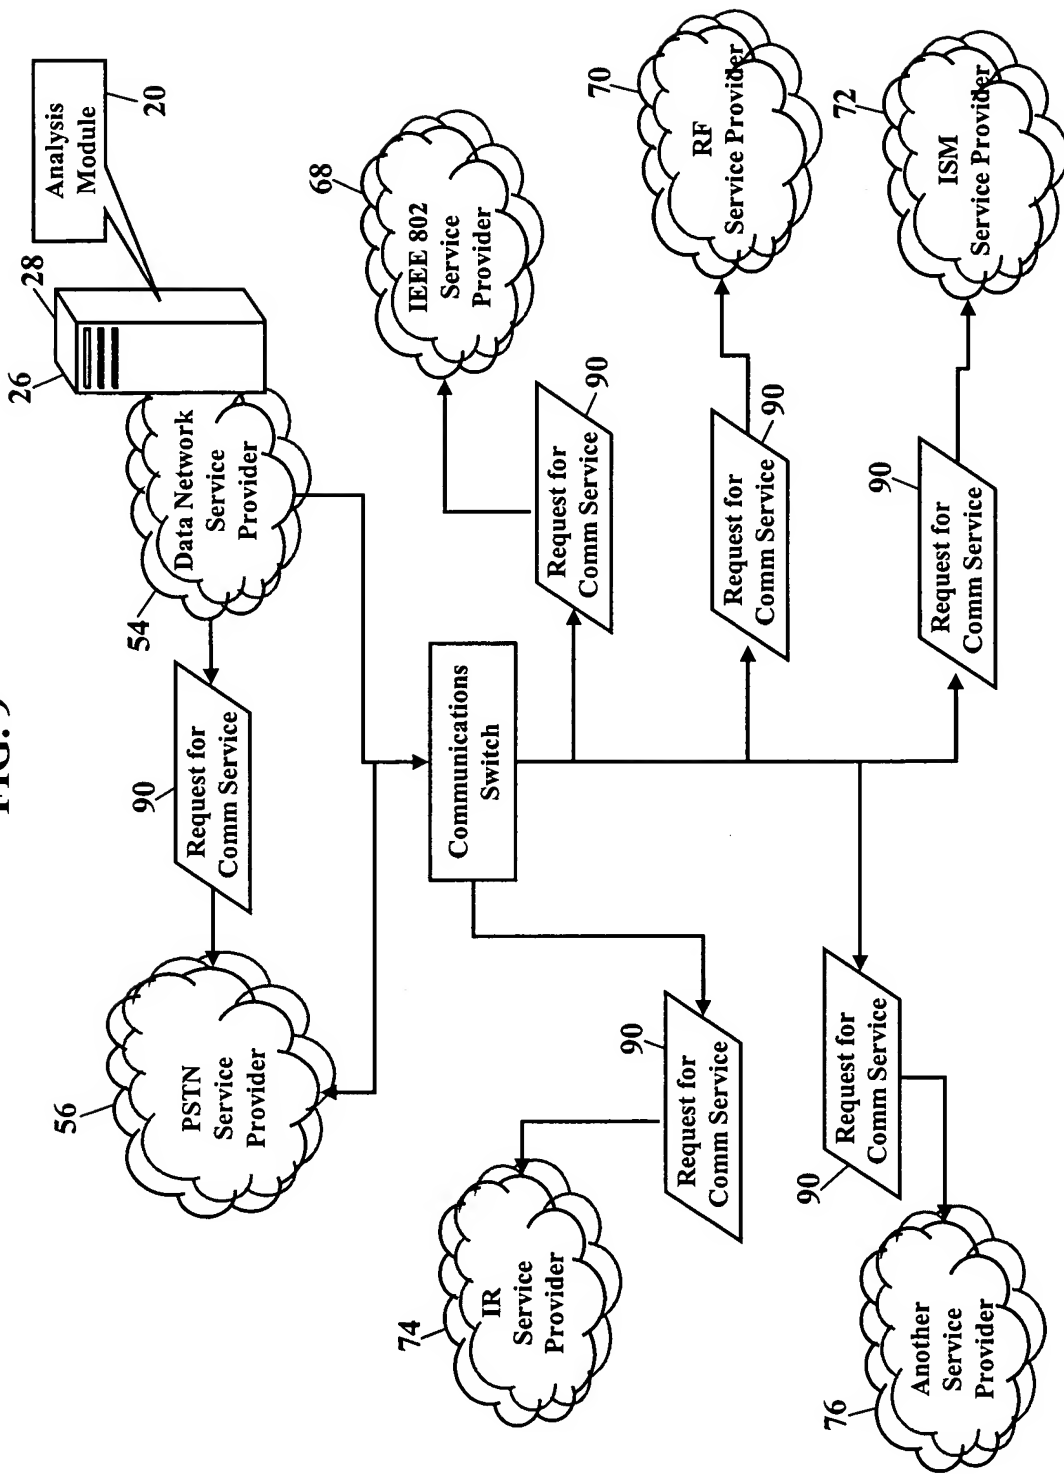 FIG.
26
28
Analysis
Module
20
56
PSTN
Service
Provider
90
Request for
Comm Service
54
Data Network
Service
Provider
68
IEEE 802
Service
Provider
74
IR
Service
Provider
Communications
Switch
Request for
Comm Service
90
90
Request for
Comm Service
70
RF
Service Provider
Request for
Comm Service
90
76
Another
Service
Provider
90
Request for
Comm Service
90
Request for
Comm Service
72
ISM
Service Provider